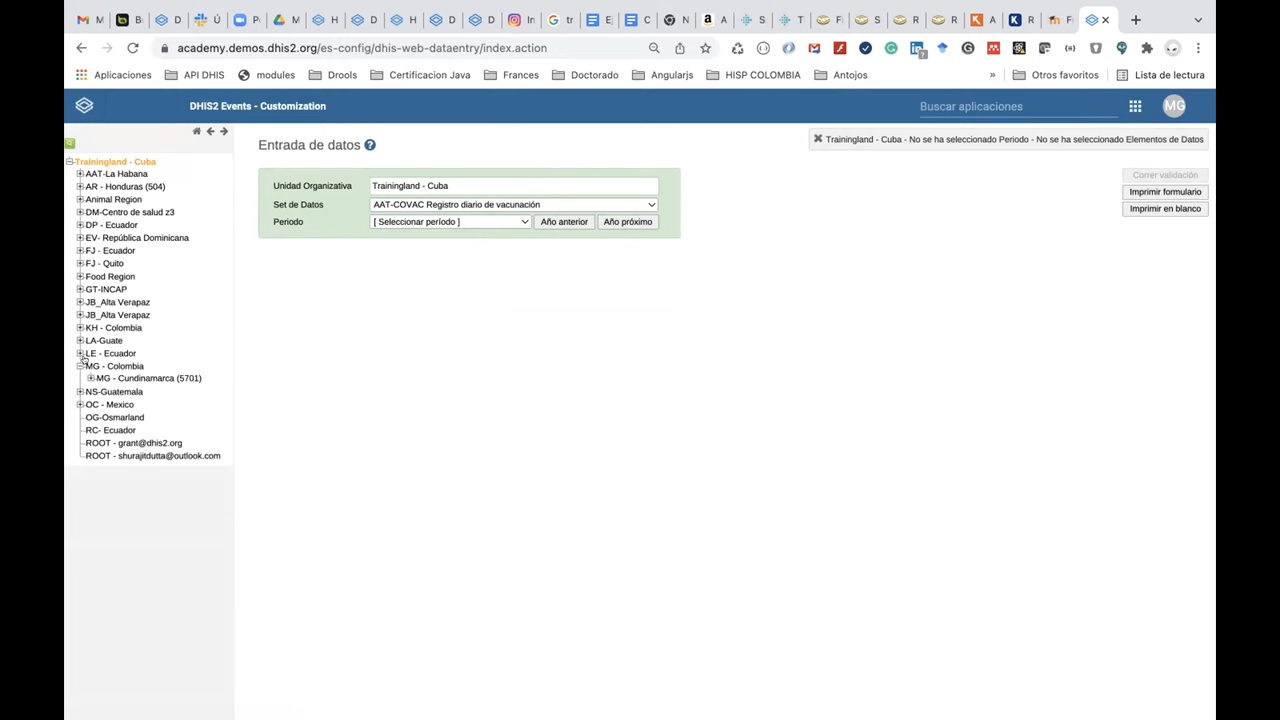 M
B
D
Ú
P
M
H
D
H
D
D
In
tr
E
C
N
A
S
T
F
S
R
R
A
R
F
academy.demos.dhis2.org/es-config/dhis-web-dataentry/index.action
Aplicaciones API DHIS modules Drools Certificacion Java Frances Doctorado Angularjs HISP COLOMBIA Antojos » Otros favoritos Lista de lectura
DHIS2 Events - Customization Buscar aplicaciones MG
Trainingland - Cuba
AAT-La Habana
AR - Honduras (504)
Animal Region
DM-Centro de salud z3
DP - Ecuador
EV- República Dominicana
FJ - Ecuador
FJ - Quito
Food Region
GT-INCAP
JB_Alta Verapaz
JB_Alta Verapaz
KH - Colombia
LA-Guate
LE - Ecuador
MG - Colombia
MG - Cundinamarca (5701)
NS-Guatemala
OC - Mexico
OG-Osmarland
RC- Ecuador
ROOT - grant@dhis2.org
ROOT - shurajitdutta@outlook.com
Entrada de datos ?
Unidad Organizativa Trainingland - Cuba
Set de Datos AAT-COVAC Registro diario de vacunación
Periodo [ Seleccionar período ] Año anterior Año próximo
Trainingland - Cuba - No se ha seleccionado Periodo - No se ha seleccionado Elementos de Datos
Correr validación
Imprimir formulario
Imprimir en blanco